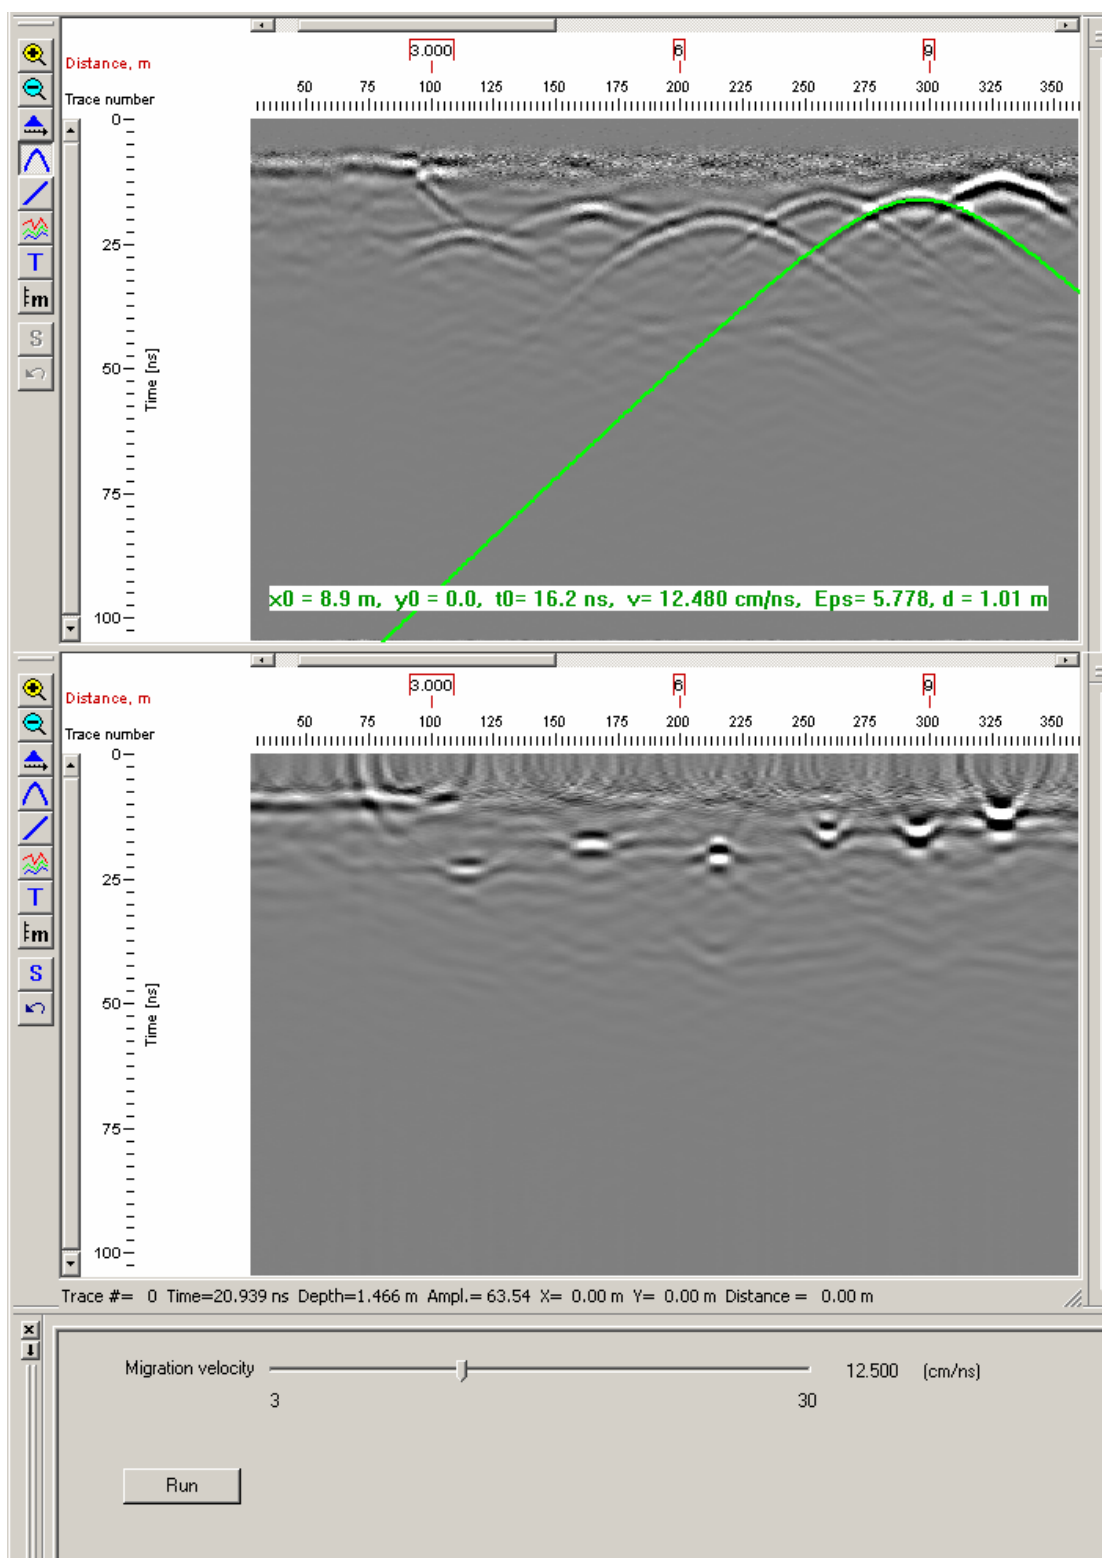 3.000 6 9
Distance, m
50 75 100 125 150 175 200 225 250 275 300 325 350
Trace number
0
25
50
75
100
Time [ns]
T
m
S
x0 = 8.9 m, y0 = 0.0, t0= 16.2 ns, v= 12.480 cm/ns, Eps= 5.778, d = 1.01 m
3.000 6 9
Distance, m
50 75 100 125 150 175 200 225 250 275 300 325 350
Trace number
0
25
50
75
100
Time [ns]
T
m
S
Trace #= 0 Time=20.939 ns Depth=1.466 m Ampl.= 63.54 X= 0.00 m Y= 0.00 m Distance = 0.00 m
Migration velocity 12.500 (cm/ns)
3 30
Run